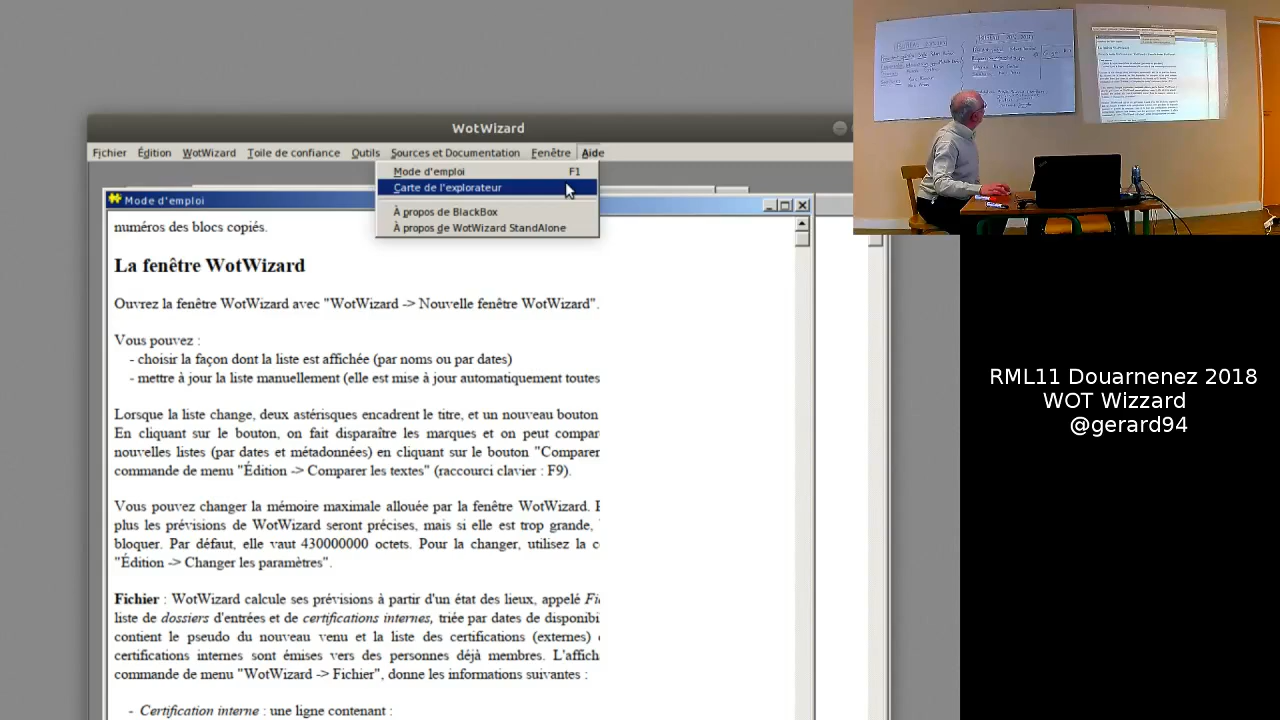 WotWizard
Fichier Édition WotWizard Toile de confiance Outils Sources et Documentation Fenêtre Aide
Mode d'emploi F1
Carte de l'explorateur
À propos de BlackBox
À propos de WotWizard StandAlone
Mode d'emploi
numéros des blocs copiés.
La fenêtre WotWizard
Ouvrez la fenêtre WotWizard avec "WotWizard -> Nouvelle fenêtre WotWizard".
Vous pouvez :
- choisir la façon dont la liste est affichée (par noms ou par dates)
- mettre à jour la liste manuellement (elle est mise à jour automatiquement toutes
Lorsque la liste change, deux astérisques encadrent le titre, et un nouveau bouton
En cliquant sur le bouton, on fait disparaître les marques et on peut compar
nouvelles listes (par dates et métadonnées) en cliquant sur le bouton "Comparer
commande de menu "Édition -> Comparer les textes" (raccourci clavier : F9).
Vous pouvez changer la mémoire maximale allouée par la fenêtre WotWizard.
plus les prévisions de WotWizard seront précises, mais si elle est trop grande,
bloquer. Par défaut, elle vaut 430000000 octets. Pour la changer, utilisez la c
"Édition -> Changer les paramètres".
Fichier : WotWizard calcule ses prévisions à partir d'un état des lieux, appelé Fi
liste de dossiers d'entrées et de certifications internes, triée par dates de disponibi
contient le pseudo du nouveau venu et la liste des certifications (externes)
certifications internes sont émises vers des personnes déjà membres. L'affich
commande de menu "WotWizard -> Fichier", donne les informations suivantes :
- Certification interne : une ligne contenant :
RML11 Douarnenez 2018
WOT Wizzard
@gerard94